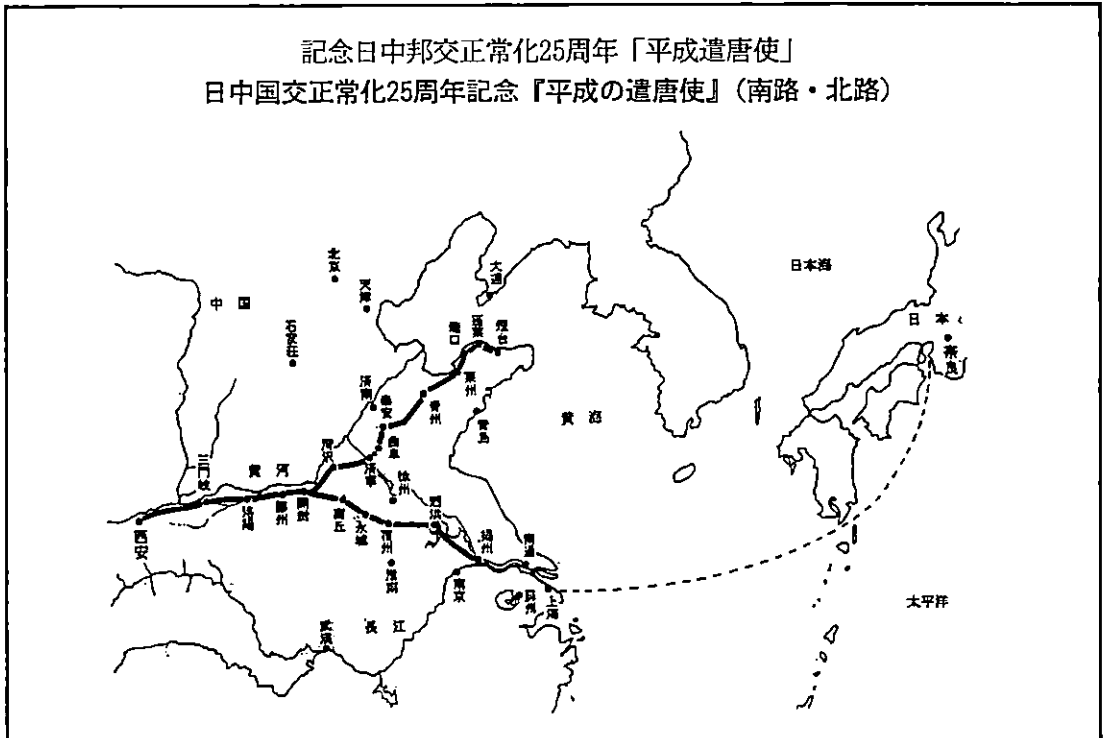 記念日中邦交正常化25周年「平成遣唐使」
日中国交正常化25周年記念『平成の遣唐使』（南路・北路）
北京
天津
大連
日本海
中国
石家荘
龍口
蓬莱
煙台
日本
奈良
莱州
済南
泰安
青州
青島
黄海
曲阜
済寧
徐州
三門峡
黄河
洛陽
鄭州
開封
商丘
永城
宿州
泗洪
揚州
南通
西安
南京
蘇州
上海
太平洋
武漢
長江